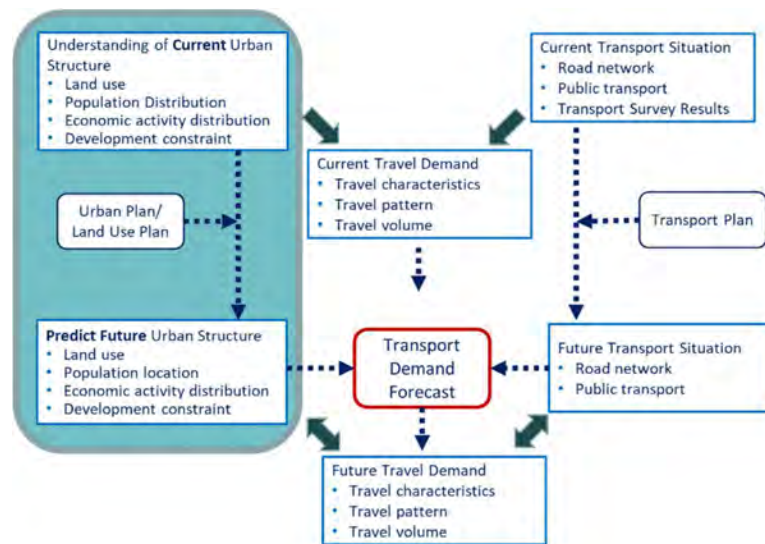 Understanding of Current Urban
Structure
• Land use
• Population Distribution
• Economic activity distribution
• Development constraint
Current Transport Situation
• Road network
• Public transport
• Transport Survey Results
Current Travel Demand
• Travel characteristics
• Travel pattern
• Travel volume
Urban Plan/
Land Use Plan
Transport Plan
Predict Future Urban Structure
• Land use
• Population location
• Economic activity distribution
• Development constraint
Transport
Demand
Forecast
Future Transport Situation
• Road network
• Public transport
Future Travel Demand
• Travel characteristics
• Travel pattern
• Travel volume